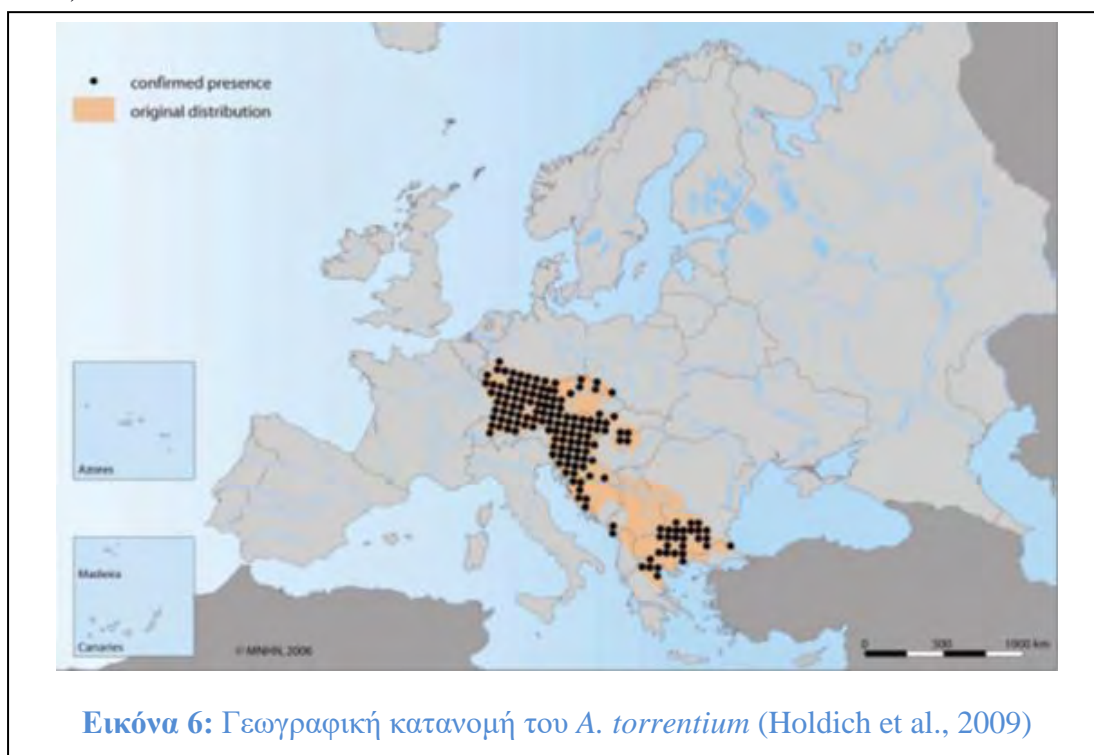 confirmed presence
original distribution
Azores
Madeira
Canaries
© MNHN, 2006
0 500 1000 km
Εικόνα 6: Γεωγραφική κατανομή του A. torrentium (Holdich et al., 2009)